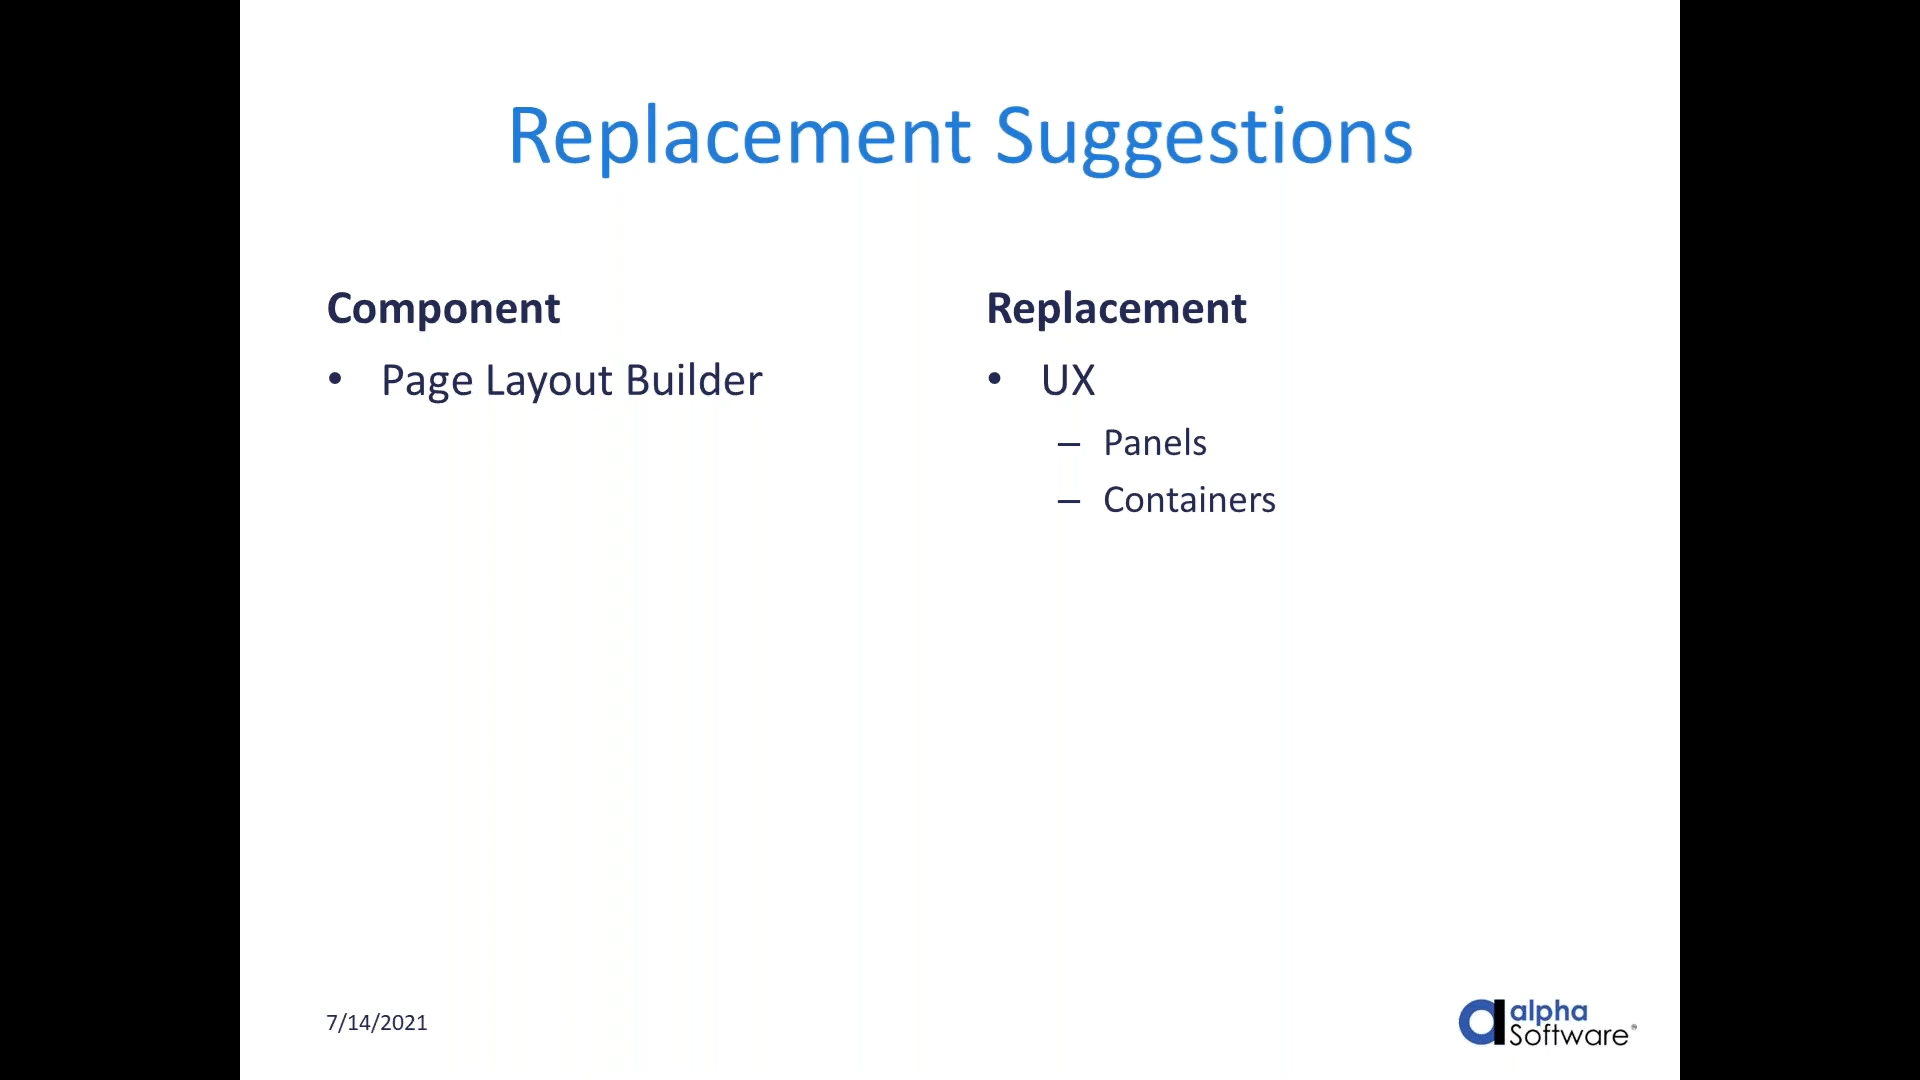 Replacement Suggestions
Component
• Page Layout Builder
Replacement
• UX
– Panels
– Containers
7/14/2021
alpha
Software®